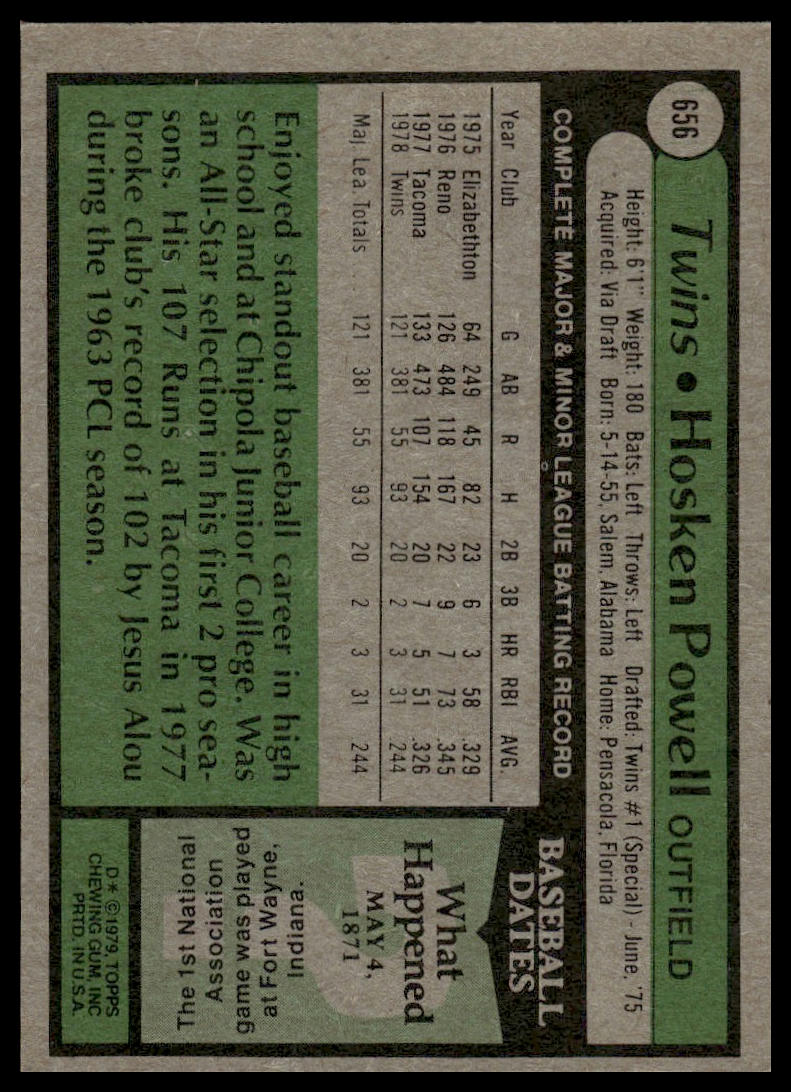 656
Twins • Hosken Powell OUTFIELD
Height: 6'1" Weight: 180 Bats: Left Throws: Left Drafted: Twins #1 (Special) - June, '75
Acquired: Via Draft Born: 5-14-55, Salem, Alabama Home: Pensacola, Florida
COMPLETE MAJOR & MINOR LEAGUE BATTING RECORD
Year Club G AB R H 2B 3B HR RBI AVG.
1975 Elizabethton 64 249 45 82 23 6 3 58 .329
1976 Reno 126 484 118 167 22 9 7 73 .345
1977 Tacoma 133 473 107 154 20 7 5 51 .326
1978 Twins 121 381 55 93 20 2 3 31 .244
Maj. Lea. Totals . . . 121 381 55 93 20 2 3 31 .244
Enjoyed standout baseball career in high
school and at Chipola Junior College. Was
an All-Star selection in his first 2 pro sea-
sons. His 107 Runs at Tacoma in 1977
broke club's record of 102 by Jesus Alou
during the 1963 PCL season.
BASEBALL
DATES
What
Happened
MAY 4,
1871
The 1st National
Association
game was played
at Fort Wayne,
Indiana.
D* ©1979, TOPPS
CHEWING GUM, INC
PRTD. IN U.S.A.